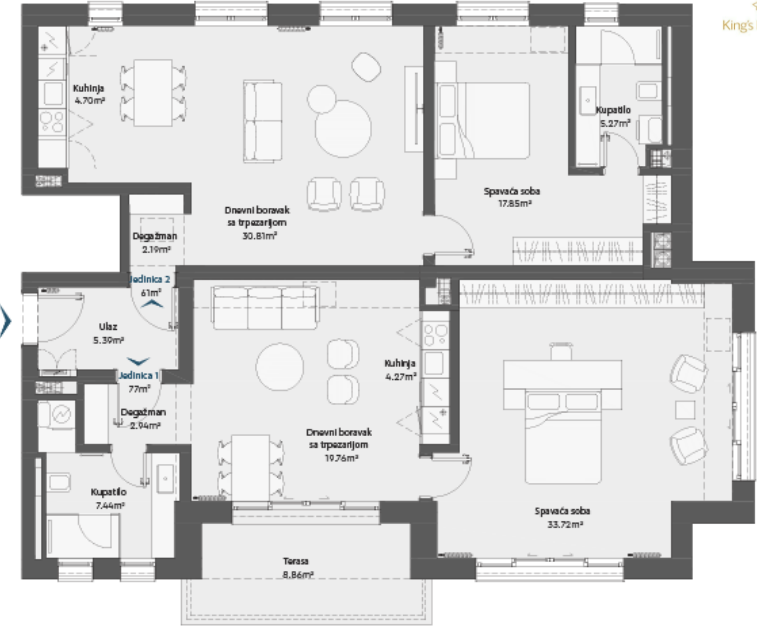 King's
Kuhinja
4.70m²
Kupatilo
5.27m²
Spavaća soba
17.85m²
Dnevni boravak
sa trpezarijom
30.81m²
Degažman
2.19m²
Jedinica 2
61m²
Ulaz
5.39m²
Jedinica 1
77m²
Degažman
2.94m²
Kuhinja
4.27m²
Dnevni boravak
sa trpezarijom
19.76m²
Kupatilo
7.44m²
Spavaća soba
33.72m²
Terasa
8.86m²